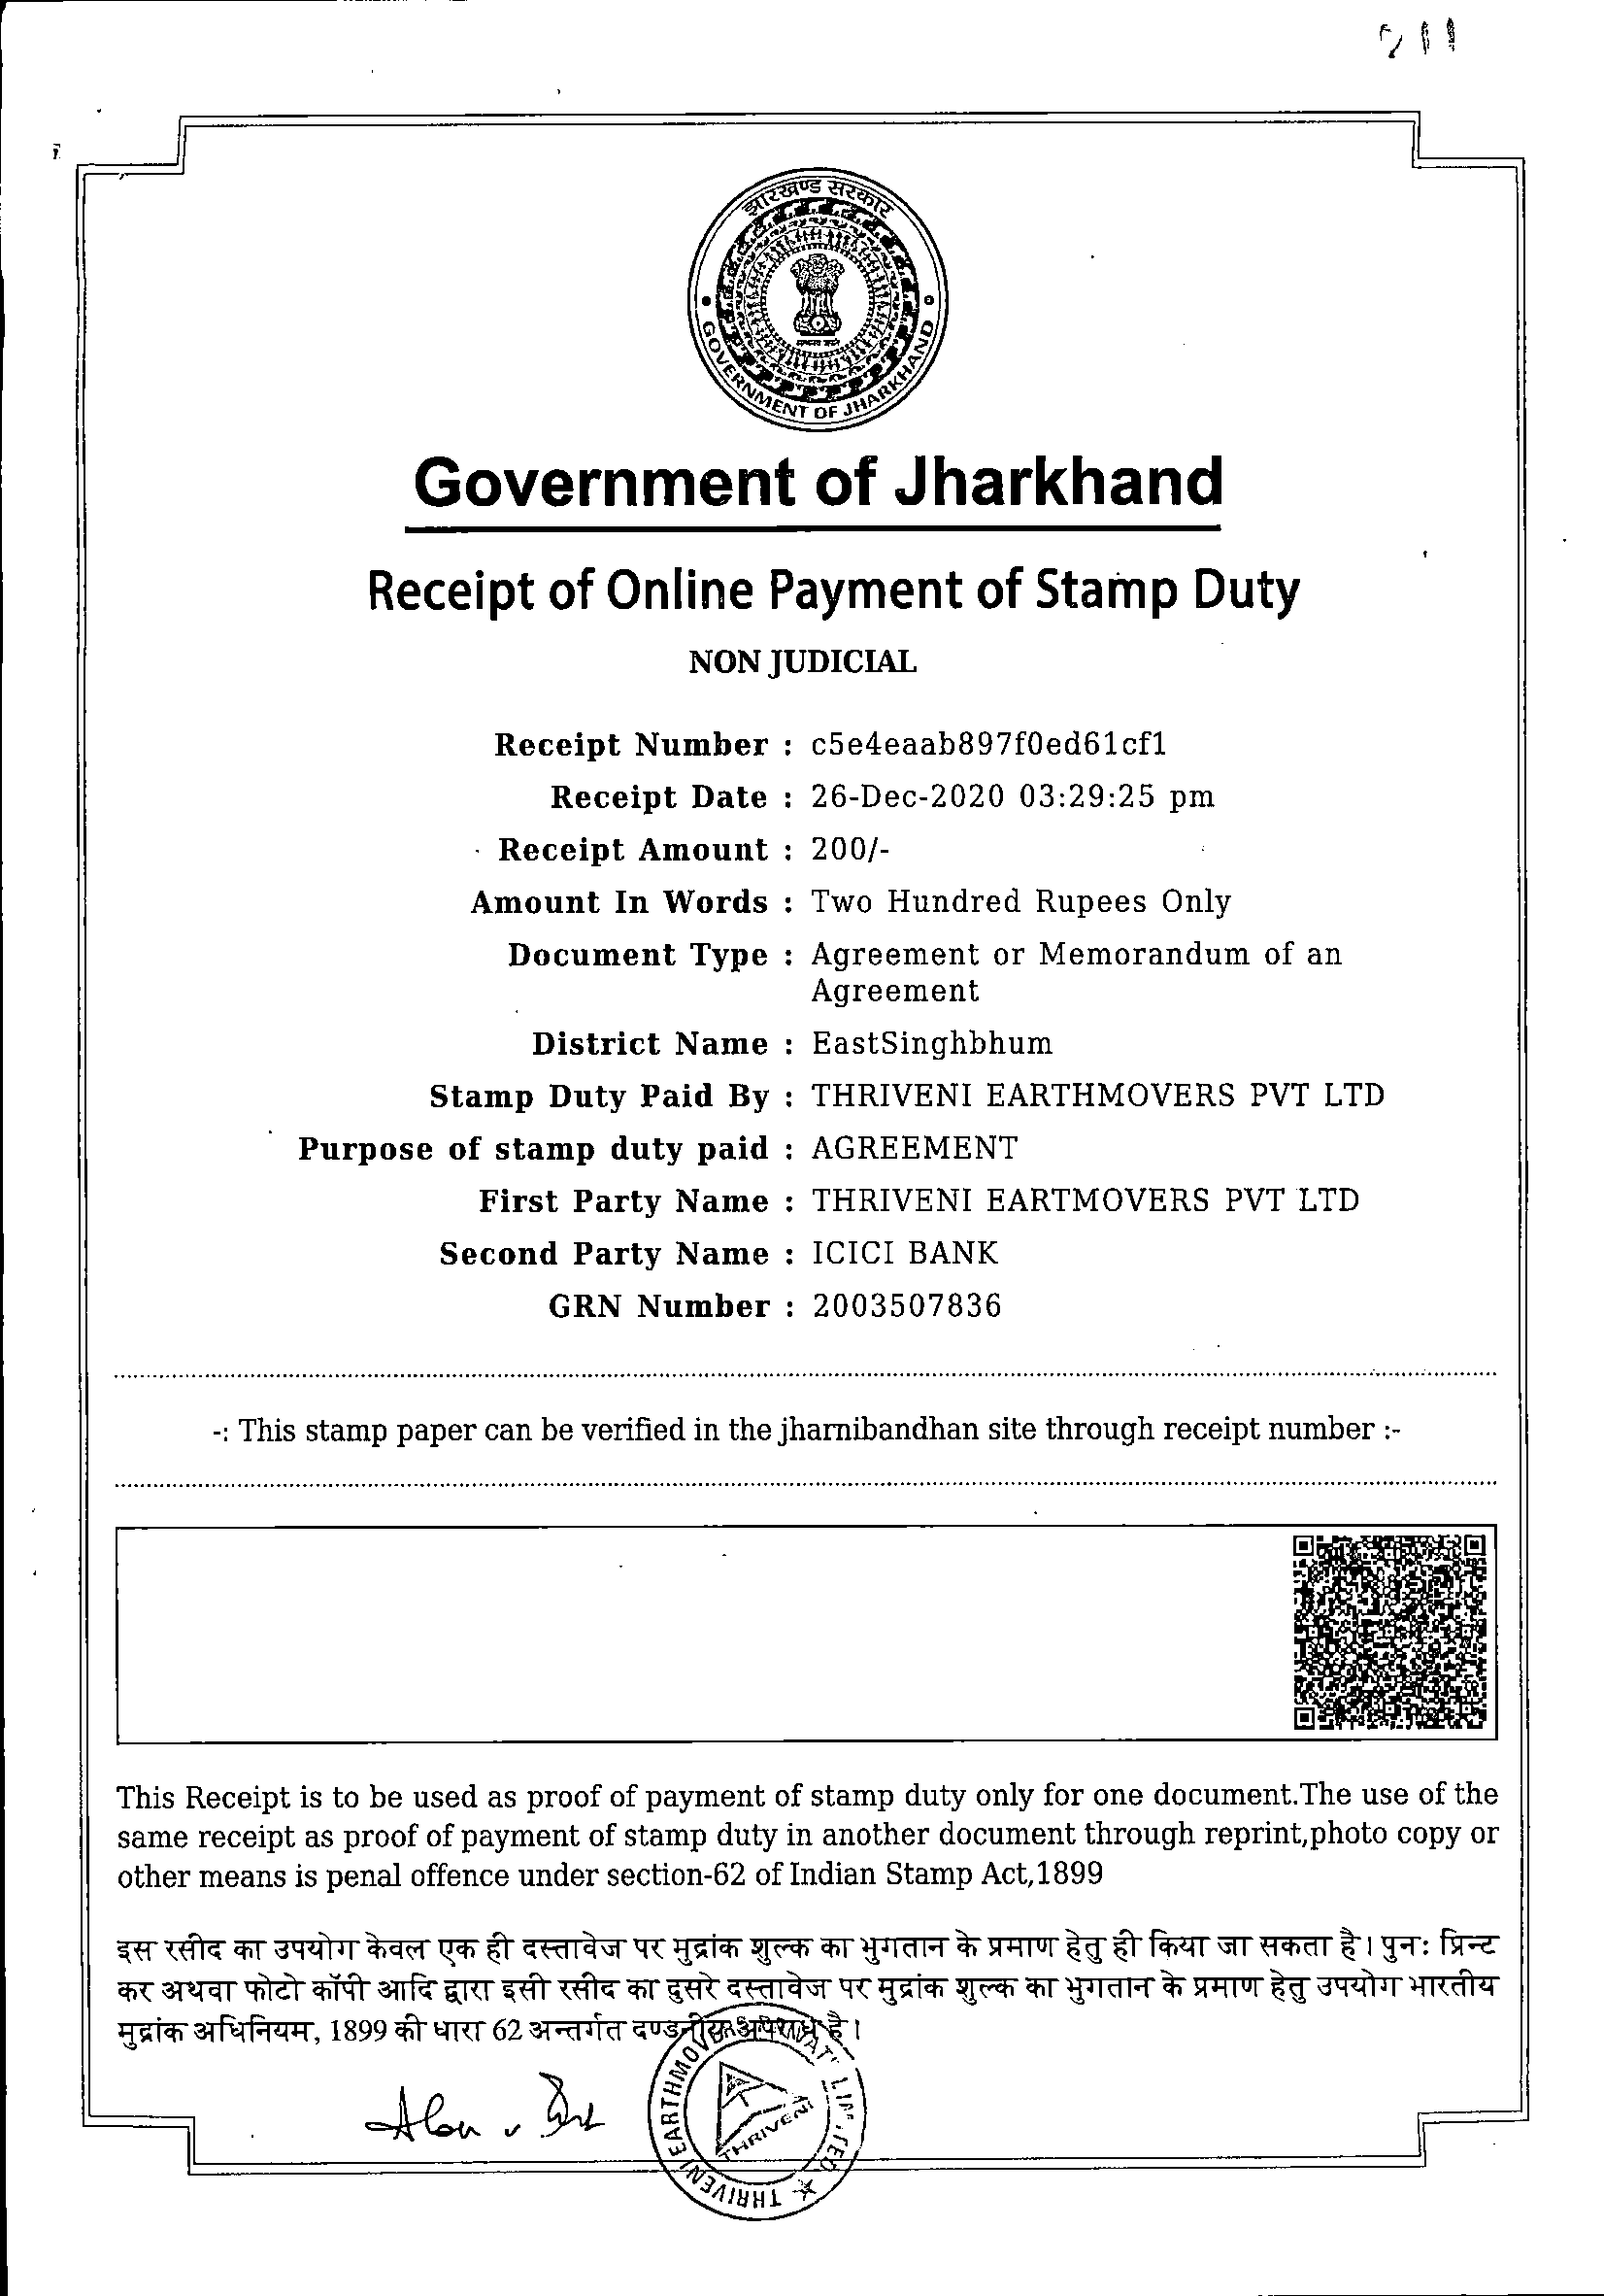 झारखण्ड सरकार
GOVERNMENT OF JHARKHAND
Government of Jharkhand
Receipt of Online Payment of Stamp Duty
NON JUDICIAL
Receipt Number : c5e4eaab897f0ed61cf1
Receipt Date : 26-Dec-2020 03:29:25 pm
Receipt Amount : 200/-
Amount In Words : Two Hundred Rupees Only
Document Type : Agreement or Memorandum of an
Agreement
District Name : EastSinghbhum
Stamp Duty Paid By : THRIVENI EARTHMOVERS PVT LTD
Purpose of stamp duty paid : AGREEMENT
First Party Name : THRIVENI EARTMOVERS PVT LTD
Second Party Name : ICICI BANK
GRN Number : 2003507836
-: This stamp paper can be verified in the jharnibandhan site through receipt number :-
This Receipt is to be used as proof of payment of stamp duty only for one document.The use of the
same receipt as proof of payment of stamp duty in another document through reprint,photo copy or
other means is penal offence under section-62 of Indian Stamp Act,1899
इस रसीद का उपयोग केवल एक ही दस्तावेज पर मुद्रांक शुल्क का भुगतान के प्रमाण हेतु ही किया जा सकता है। पुन: प्रिन्ट
कर अथवा फोटो कॉपी आदि द्वारा इसी रसीद का दुसरे दस्तावेज पर मुद्रांक शुल्क का भुगतान के प्रमाण हेतु उपयोग भारतीय
मुद्रांक अधिनियम, 1899 की धारा 62 अन्तर्गत दण्डनीय अपराध है।
THRIVENI